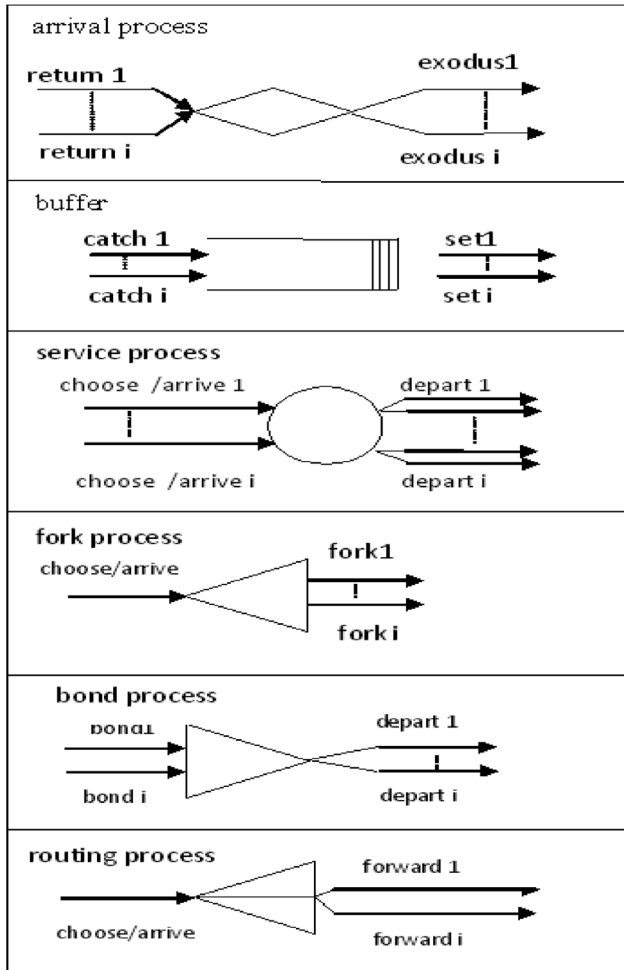 arrival process
return 1
exodus1
return i
exodus i
buffer
catch 1
set1
catch i
set i
service process
choose /arrive 1
depart 1
choose /arrive i
depart i
fork process
choose/arrive
fork1
fork i
bond process
bond1
depart 1
bond i
depart i
routing process
forward 1
choose/arrive
forward i